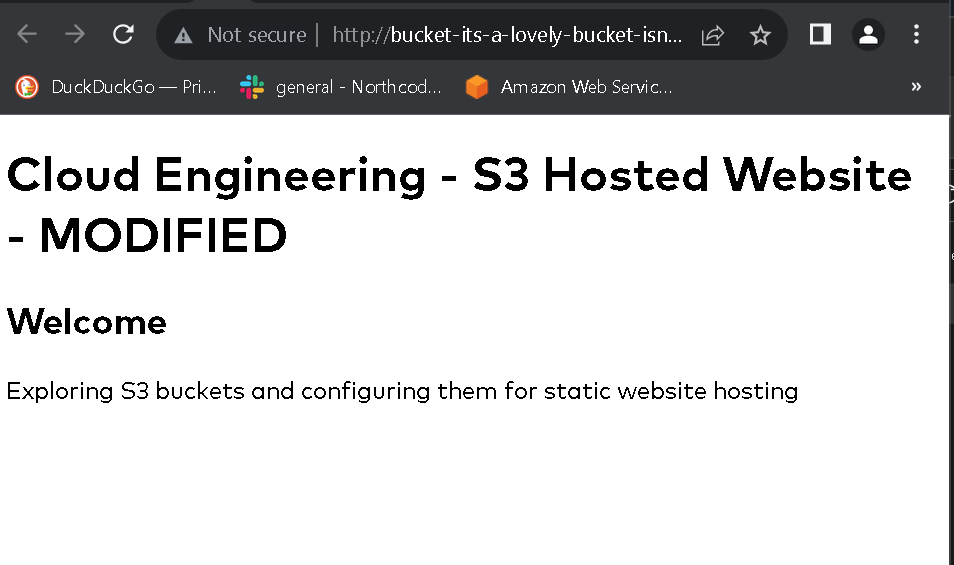 Not secure | http://bucket-its-a-lovely-bucket-isn...
DuckDuckGo — Pri... general - Northcod... Amazon Web Servic... »
Cloud Engineering - S3 Hosted Website
- MODIFIED
Welcome
Exploring S3 buckets and configuring them for static website hosting